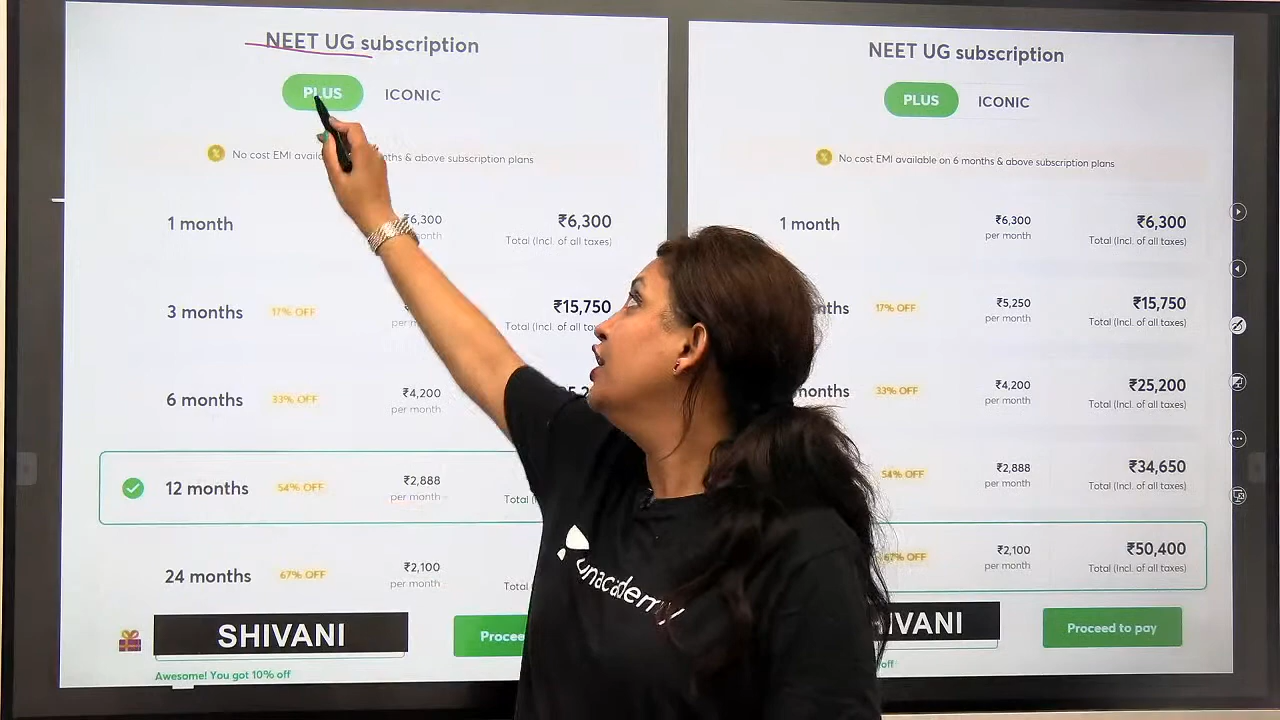 NEET UG subscription
PLUS ICONIC
No cost EMI & above subscription plans
1 month ₹6,300 ₹6,300
Total (Incl. of all taxes)
3 months 17% OFF ₹15,750
Total (Incl. of all
6 months 33% OFF ₹4,200
per month
12 months 54% OFF ₹2,888
per month Total
24 months 67% OFF ₹2,100
per month Total
SHIVANI
Awesome! You got 10% off
NEET UG subscription
PLUS ICONIC
No cost EMI available on 6 months & above subscription plans
1 month ₹6,300 ₹6,300
per month Total (Incl. of all taxes)
17% OFF ₹5,250 ₹15,750
per month Total (Incl. of all taxes)
33% OFF ₹4,200 ₹25,200
per month Total (Incl. of all taxes)
54% OFF ₹2,888 ₹34,650
per month Total (Incl. of all taxes)
67% OFF ₹2,100 ₹50,400
per month Total (Incl. of all taxes)
Proceed to pay
off
unacademy